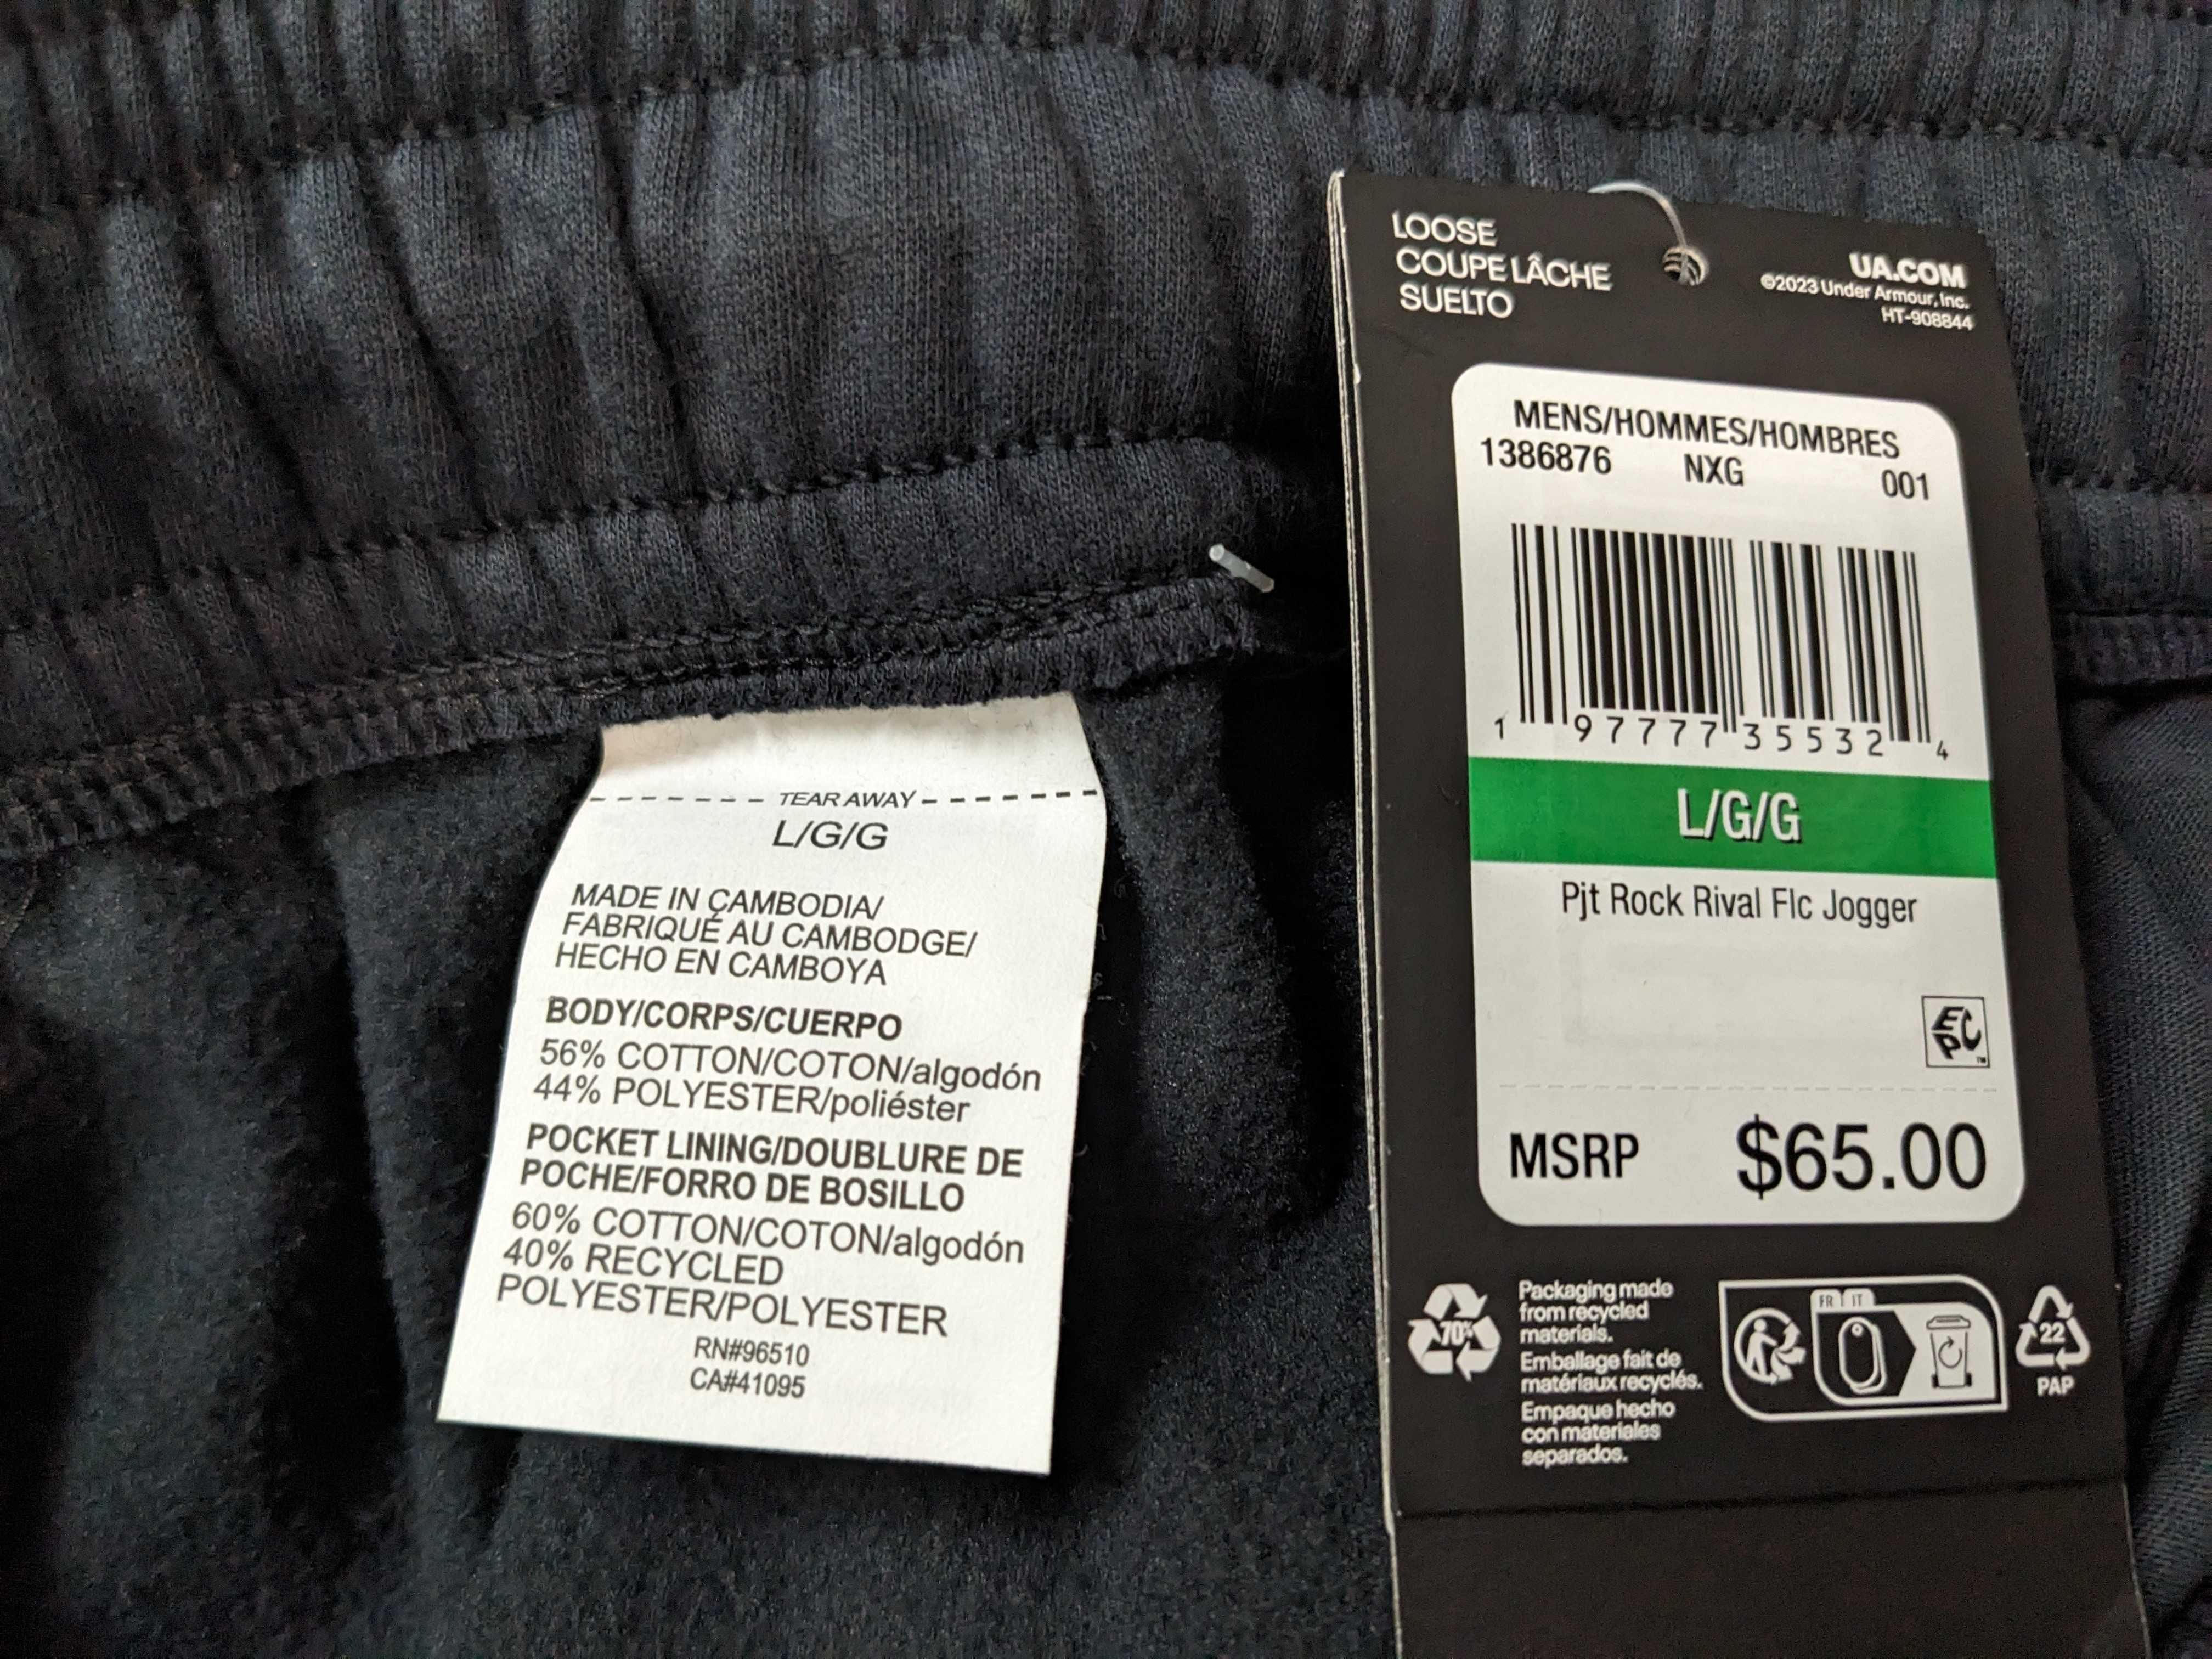 TEAR AWAY
L/G/G
MADE IN CAMBODIA/
FABRIQUÉ AU CAMBODGE/
HECHO EN CAMBOYA
BODY/CORPS/CUERPO
56% COTTON/COTON/algodón
44% POLYESTER/poliéster
POCKET LINING/DOUBLURE DE
POCHE/FORRO DE BOSILLO
60% COTTON/COTON/algodón
40% RECYCLED
POLYESTER/POLYESTER
RN#96510
CA#41095
LOOSE
COUPE LÂCHE
SUELTO
UA.COM
©2023 Under Armour, Inc.
HT-908844
MENS/HOMMES/HOMBRES
1386876 NXG 001
1 97777 35532 4
L/G/G
Pjt Rock Rival Flc Jogger
EPC™
MSRP $65.00
70%
Packaging made
from recycled
materials.
Emballage fait de
matériaux recyclés.
Empaque hecho
con materiales
separados.
FR IT
22
PAP